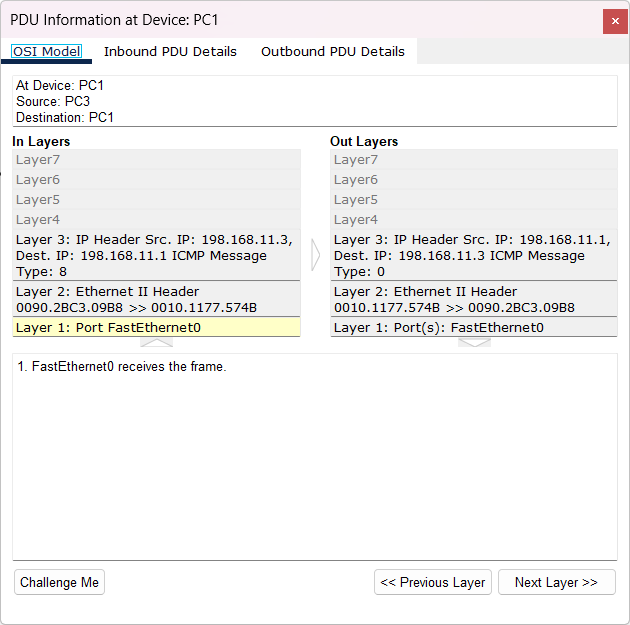 PDU Information at Device: PC1
OSI Model Inbound PDU Details Outbound PDU Details
At Device: PC1
Source: PC3
Destination: PC1
In Layers
Layer7
Layer6
Layer5
Layer4
Layer 3: IP Header Src. IP: 198.168.11.3,
Dest. IP: 198.168.11.1 ICMP Message
Type: 8
Layer 2: Ethernet II Header
0090.2BC3.09B8 >> 0010.1177.574B
Layer 1: Port FastEthernet0
Out Layers
Layer7
Layer6
Layer5
Layer4
Layer 3: IP Header Src. IP: 198.168.11.1,
Dest. IP: 198.168.11.3 ICMP Message
Type: 0
Layer 2: Ethernet II Header
0010.1177.574B >> 0090.2BC3.09B8
Layer 1: Port(s): FastEthernet0
1. FastEthernet0 receives the frame.
Challenge Me << Previous Layer Next Layer >>